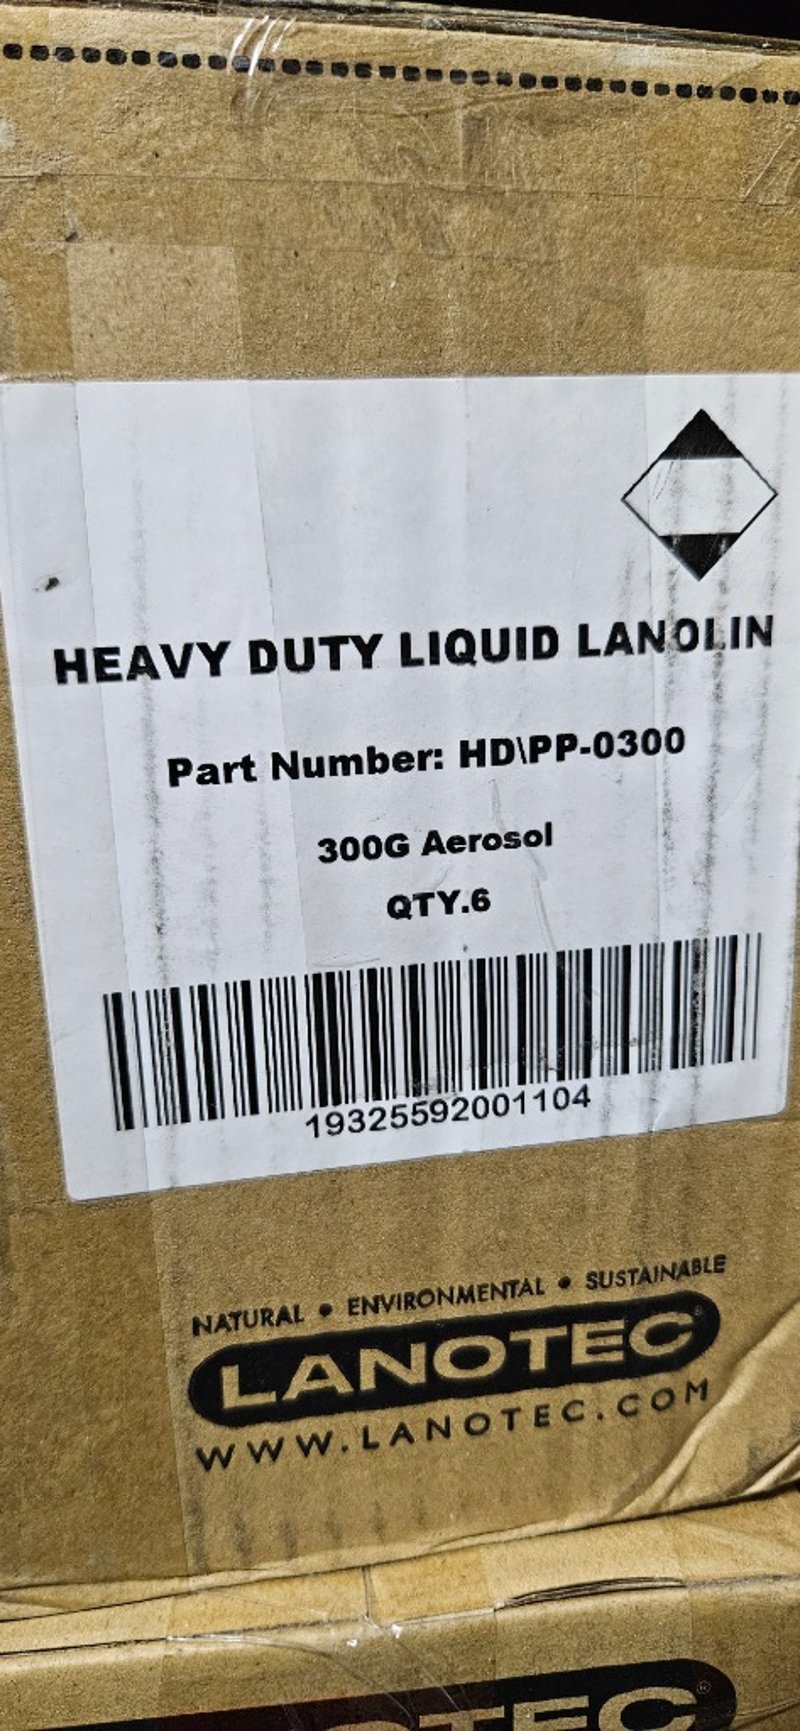 HEAVY DUTY LIQUID LANOLIN
Part Number: HD\PP-0300
300G Aerosol
QTY.6
19325592001104
NATURAL • ENVIRONMENTAL • SUSTAINABLE
LANOTEC®
WWW.LANOTEC.COM
OTEC®